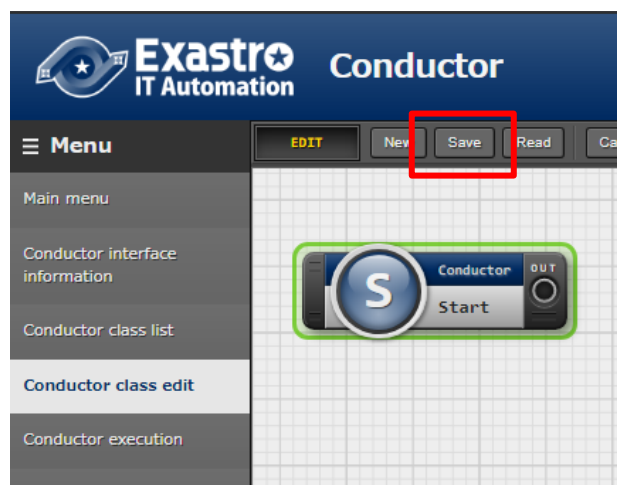 Exastro
IT Automation
Conductor
Menu
EDIT
New
Save
Read
Ca
Main menu
Conductor interface
information
Conductor class list
Conductor class edit
Conductor execution
S
Conductor
OUT
Start